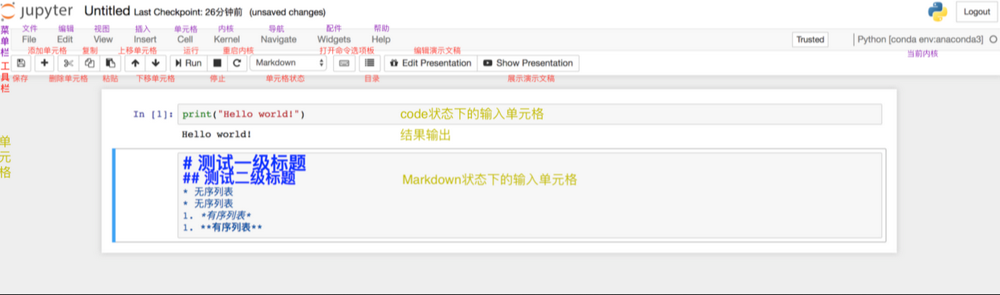 jupyter Untitled Last Checkpoint: 26分钟前 (unsaved changes) Logout
菜单栏
文件 编辑 视图 插入 单元格 内核 导航 配件 帮助
File Edit View Insert Cell Kernel Navigate Widgets Help Trusted Python [conda env:anaconda3]
当前内核
工具栏
添加单元格 复制 上移单元格 运行 重启内核 打开命令选项板 编辑演示文稿
Run Markdown Edit Presentation Show Presentation
保存 删除单元格 粘贴 下移单元格 停止 单元格状态 目录 展示演示文稿
单元格
In [1]: print("Hello world!") code状态下的输入单元格
Hello world! 结果输出
# 测试一级标题
## 测试二级标题 Markdown状态下的输入单元格
* 无序列表
* 无序列表
1. *有序列表*
1. **有序列表**